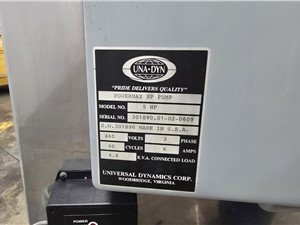 UNA-DYN
"PRIDE DELIVERS QUALITY"
POWERMAX HP PUMP
MODEL NO. 5 HP
SERIAL NO. 301890.01-02-0809
S.O.301890 MADE IN U.S.A.
460 VOLTS 3 PHASE
60 CYCLES 6 AMPS
4.8 K.V.A. CONNECTED LOAD
UNIVERSAL DYNAMICS CORP.
WOODBRIDGE, VIRGINIA
POWER